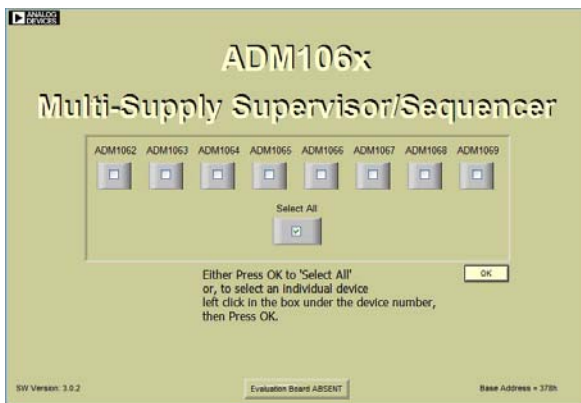 ANALOG
DEVICES
ADM106x
Multi-Supply Supervisor/Sequencer
ADM1062 ADM1063 ADM1064 ADM1065 ADM1066 ADM1067 ADM1068 ADM1069
Select All
Either Press OK to 'Select All'
or, to select an individual device
left click in the box under the device number,
then Press OK.
OK
SW Version: 3.0.2
Evaluation Board ABSENT
Base Address = 378h